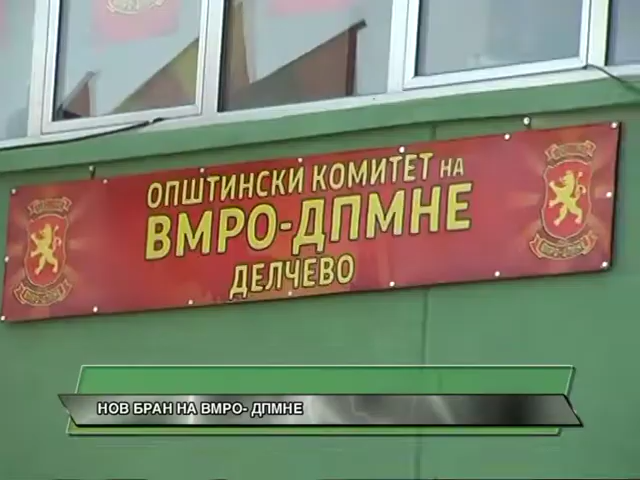 ОПШТИНСКИ КОМИТЕТ НА
ВМРО-ДПМНЕ
ДЕЛЧЕВО
НОВ БРАН НА ВМРО- ДПМНЕ